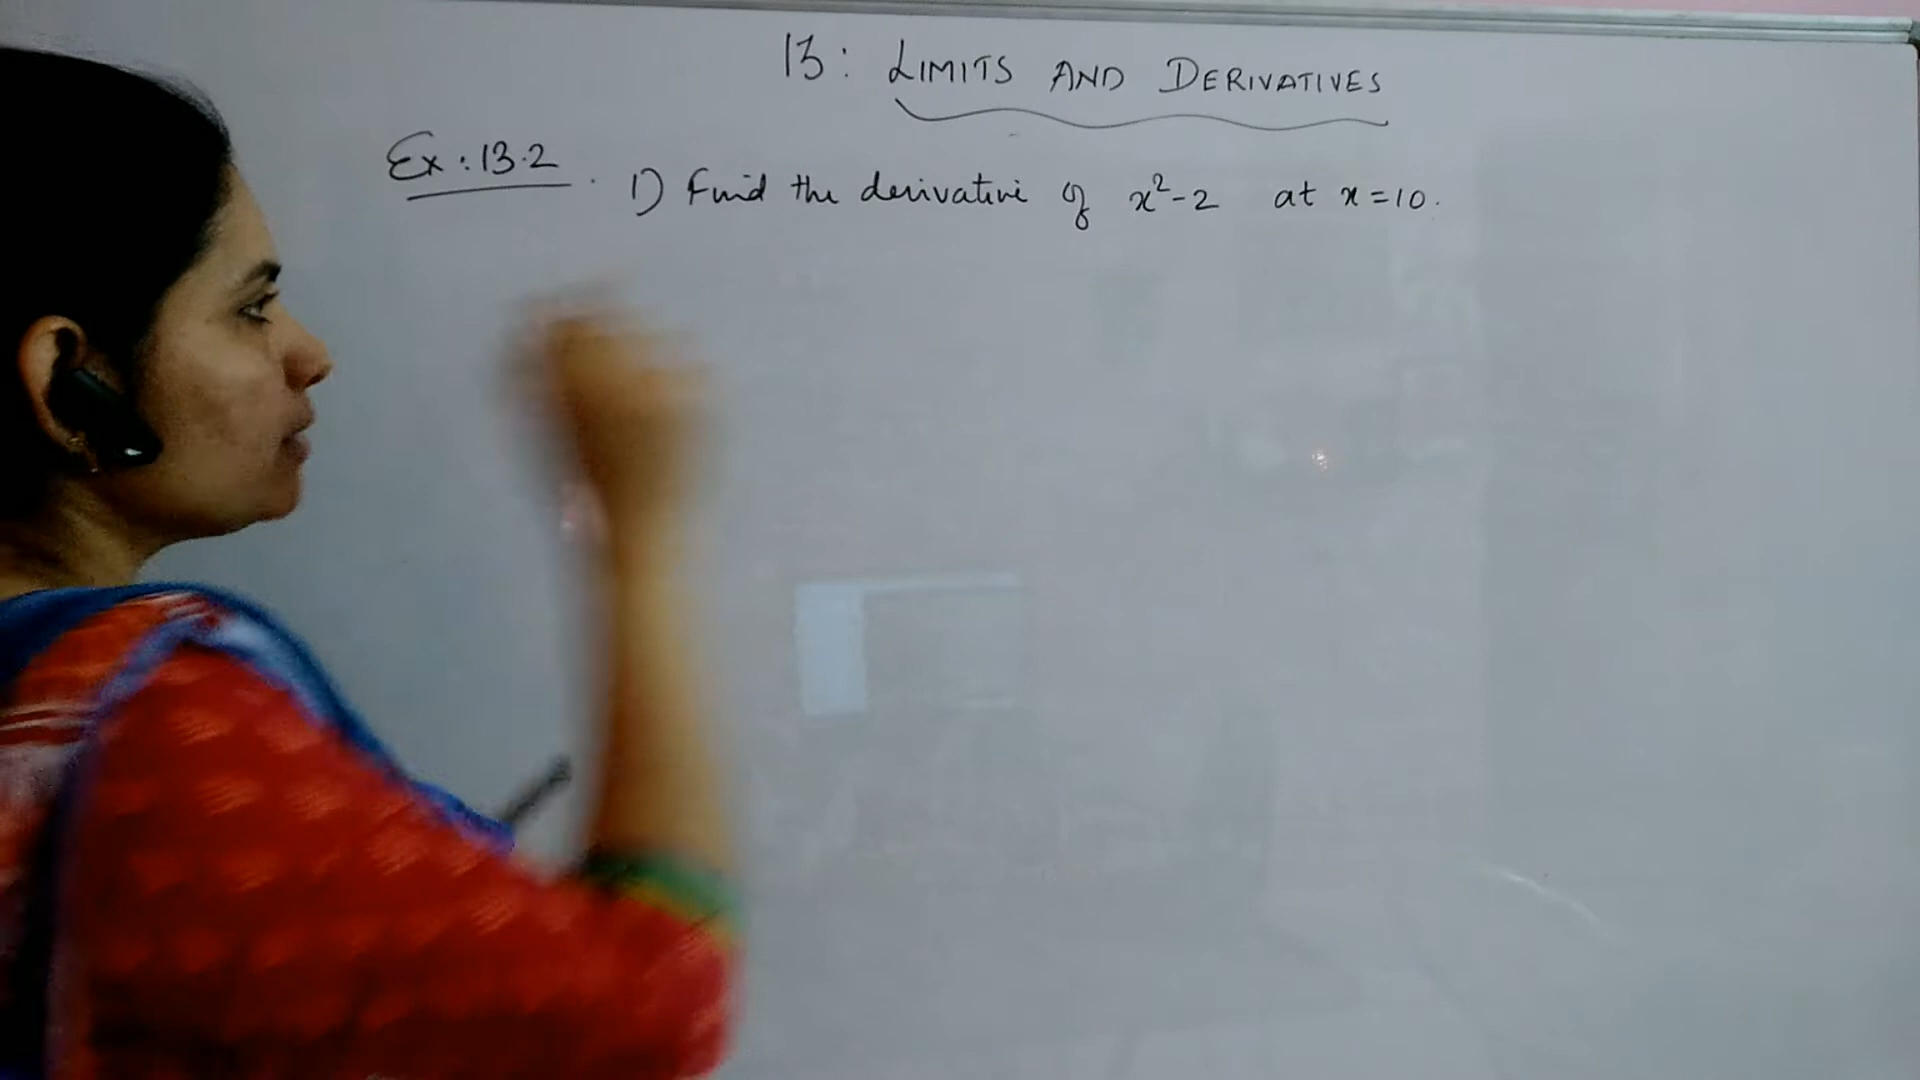 13: LIMITS AND DERIVATIVES
Ex: 13.2. 1) Find the derivative of x²-2 at x=10.